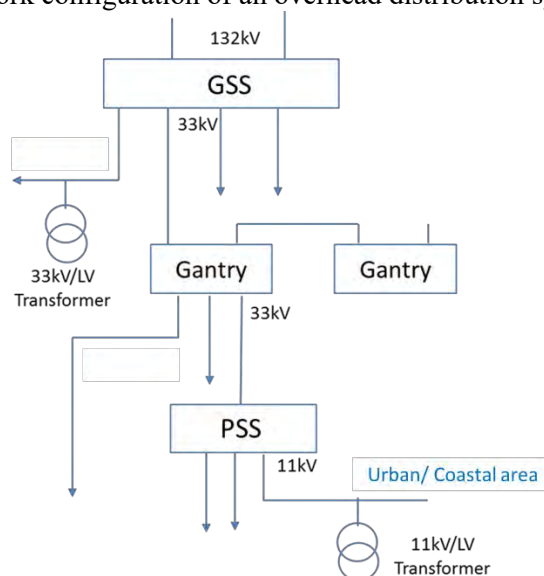 132kV
GSS
33kV
33kV/LV
Transformer
Gantry
Gantry
33kV
PSS
11kV
Urban/ Coastal area
11kV/LV
Transformer